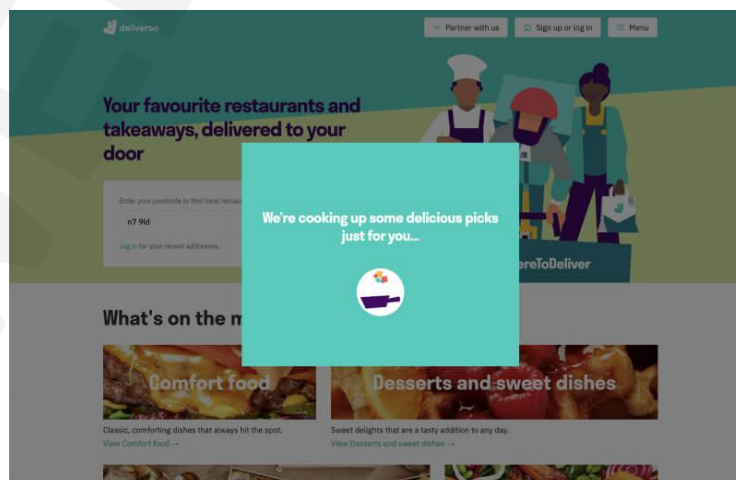 deliveroo
Partner with us
Sign up or log in
Menu
Your favourite restaurants and
takeaways, delivered to your
door
Enter your postcode to find local restau
n7 9ld
Log in for your recent addresses.
We're cooking up some delicious picks
just for you...
ereToDeliver
What's on the m
Comfort food
Desserts and sweet dishes
Classic, comforting dishes that always hit the spot.
View Comfort food →
Sweet delights that are a tasty addition to any day.
View Desserts and sweet dishes →